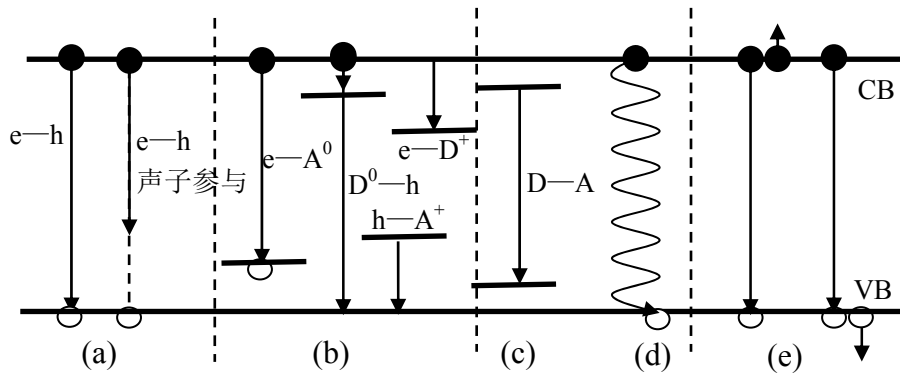 CB
e—h
e—h
声子参与
e—A⁰
D⁰—h
e—D⁺
h—A⁺
D—A
VB
(a)
(b)
(c)
(d)
(e)